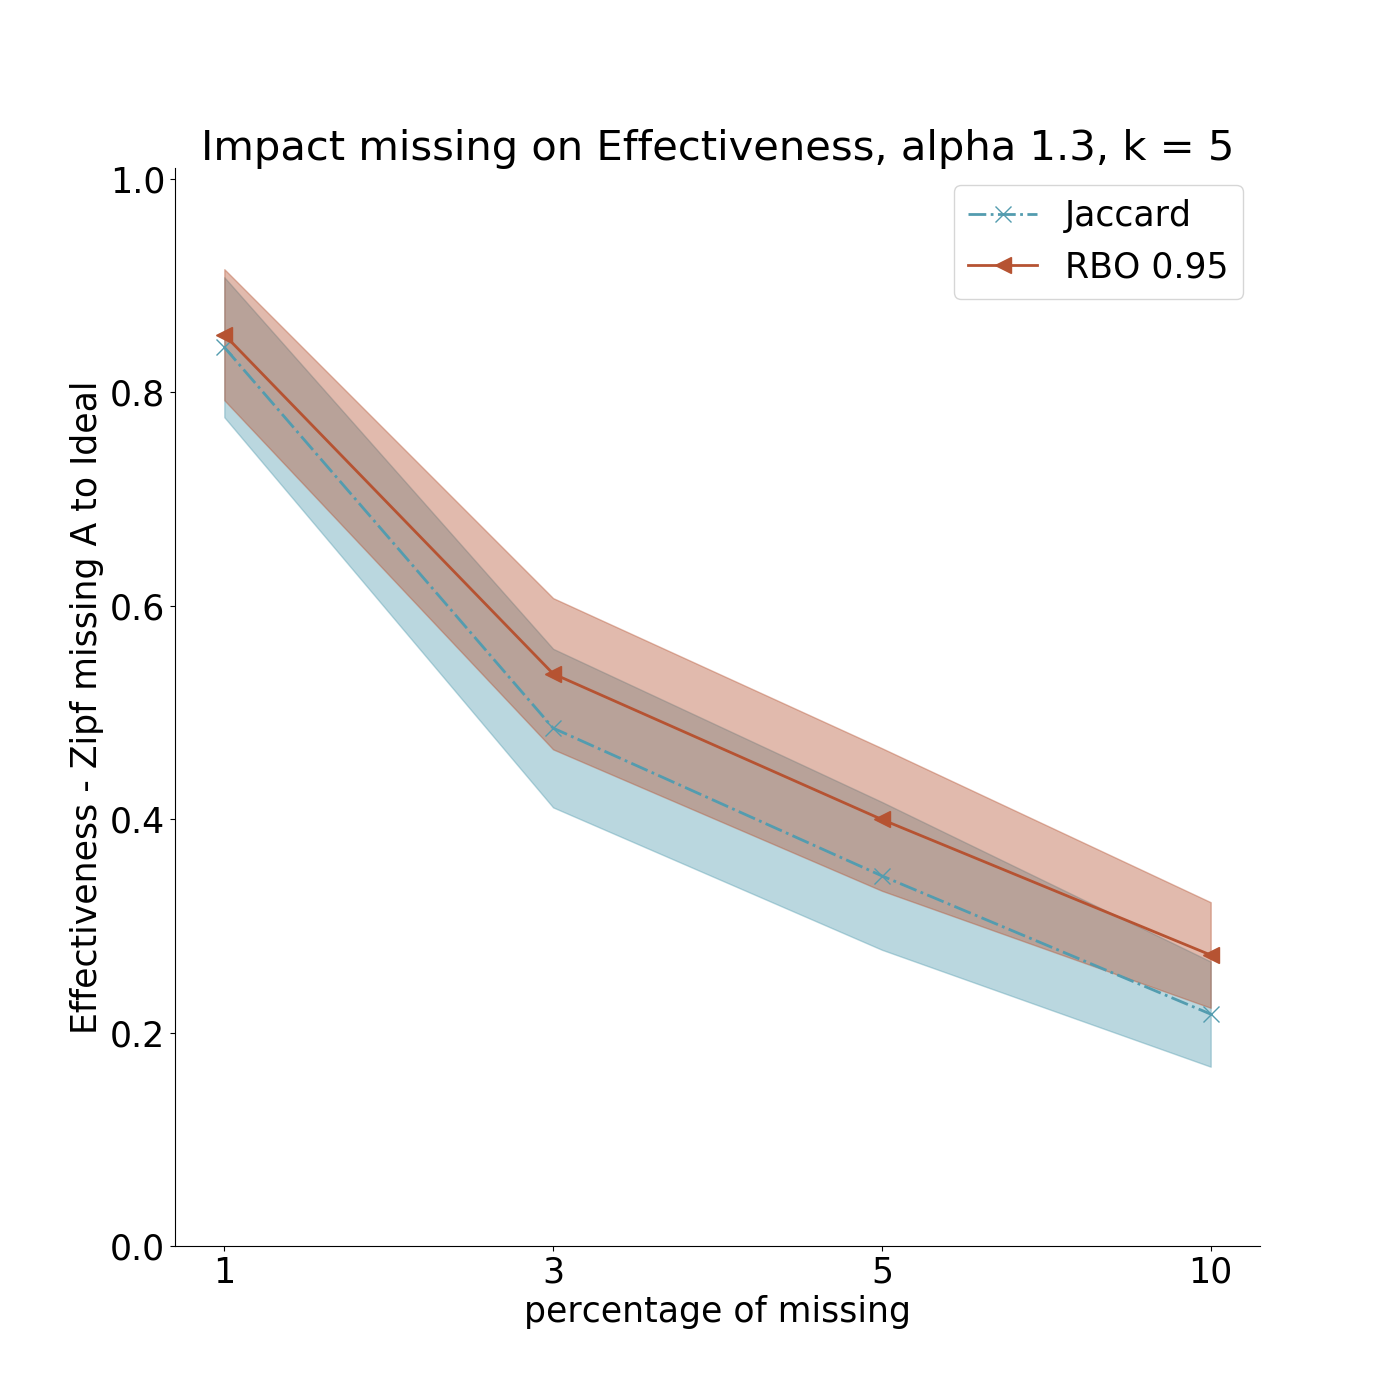 Impact missing on Effectiveness, alpha 1.3, k = 5
Jaccard
RBO 0.95
Effectiveness - Zipf missing A to Ideal
1.0
0.8
0.6
0.4
0.2
0.0
1 3 5 10
percentage of missing